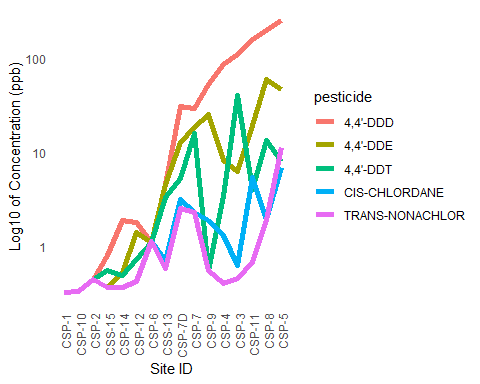 Log10 of Concentration (ppb)
100
10
1
CSP-1
CSP-10
CSP-2
CSS-15
CSP-14
CSP-12
CSP-6
CSS-13
CSP-7D
CSP-7
CSP-9
CSP-4
CSP-3
CSP-11
CSP-8
CSP-5
Site ID
pesticide
4,4'-DDD
4,4'-DDE
4,4'-DDT
CIS-CHLORDANE
TRANS-NONACHLOR